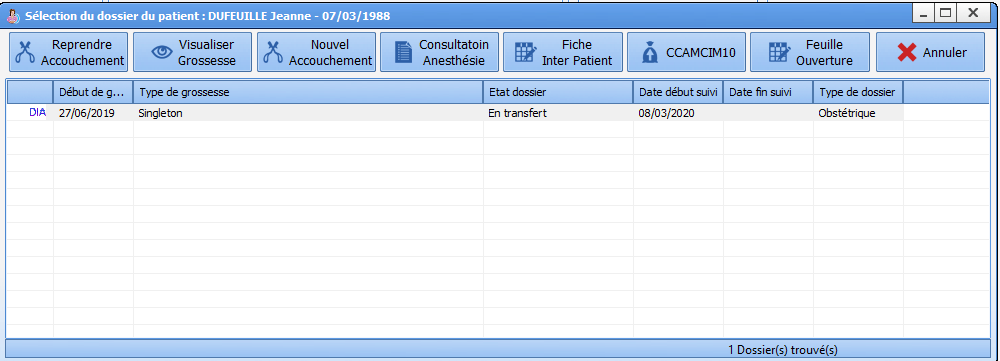 Sélection du dossier du patient : DUFEUILLE Jeanne - 07/03/1988
Reprendre Accouchement
Visualiser Grossesse
Nouvel Accouchement
Consultatoin Anesthésie
Fiche Inter Patient
CCAMCIM10
Feuille Ouverture
Annuler
Début de g... Type de grossesse Etat dossier Date début suivi Date fin suivi Type de dossier
DIA 27/06/2019 Singleton En transfert 08/03/2020 Obstétrique
1 Dossier(s) trouvé(s)